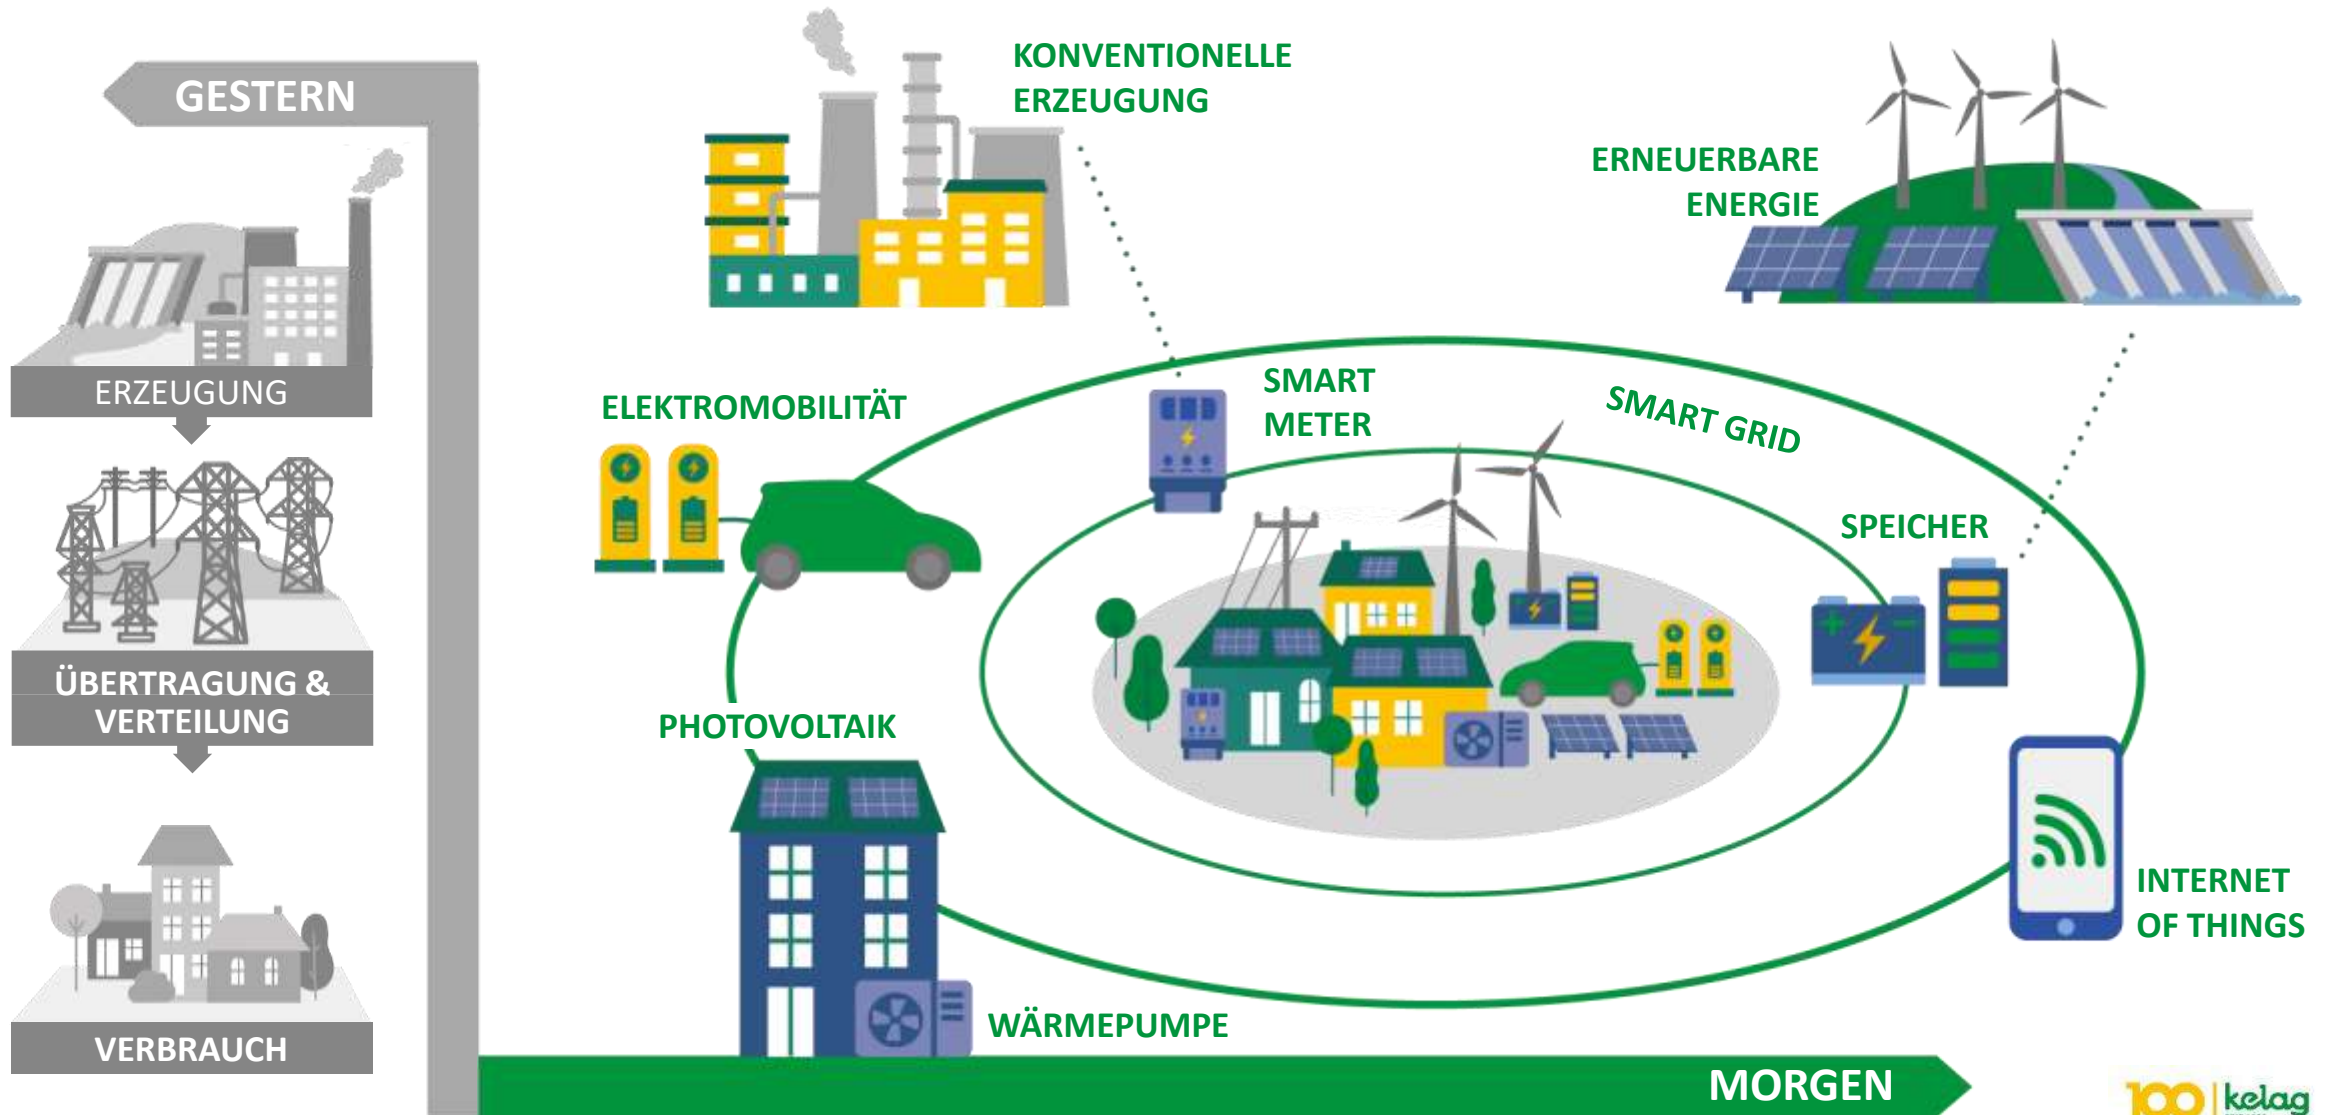 GESTERN
ERZEUGUNG
ÜBERTRAGUNG &
VERTEILUNG
VERBRAUCH
KONVENTIONELLE
ERZEUGUNG
ERNEUERBARE
ENERGIE
ELEKTROMOBILITÄT
SMART
METER
SMART GRID
SPEICHER
PHOTOVOLTAIK
INTERNET
OF THINGS
WÄRMEPUMPE
MORGEN
100 | kelag